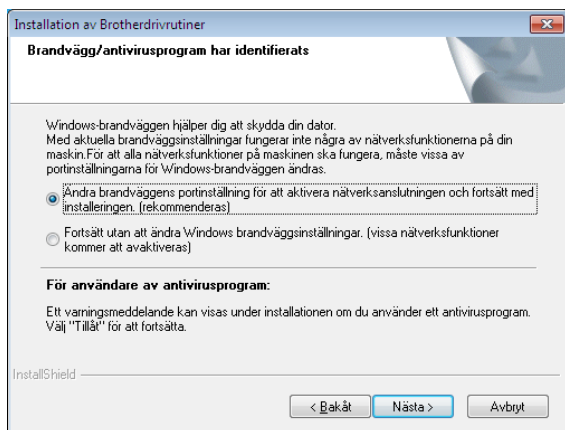 Installation av Brotherdrivrutiner
Brandvägg/antivirusprogram har identifierats
Windows-brandväggen hjälper dig att skydda din dator.
Med aktuella brandväggsinställningar fungerar inte några av nätverksfunktionerna på din
maskin.För att alla nätverksfunktioner på maskinen ska fungera, måste vissa av
portinställningarna för Windows-brandväggen ändras.
Ändra brandväggens portinställning för att aktivera nätverksanslutningen och fortsätt med
installeringen. (rekommenderas)
Fortsätt utan att ändra Windows brandväggsinställningar. (vissa nätverksfunktioner
kommer att avaktiveras)
För användare av antivirusprogram:
Ett varningsmeddelande kan visas under installationen om du använder ett antivirusprogram.
Välj "Tillåt" för att fortsätta.
InstallShield
< Bakåt Nästa > Avbryt